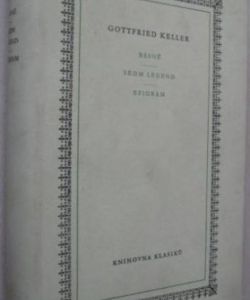 GOTTFRIED KELLER
BÁSNĚ
SEDM LEGEND
EPIGRAM
KNIHOVNA KLASIKŮ